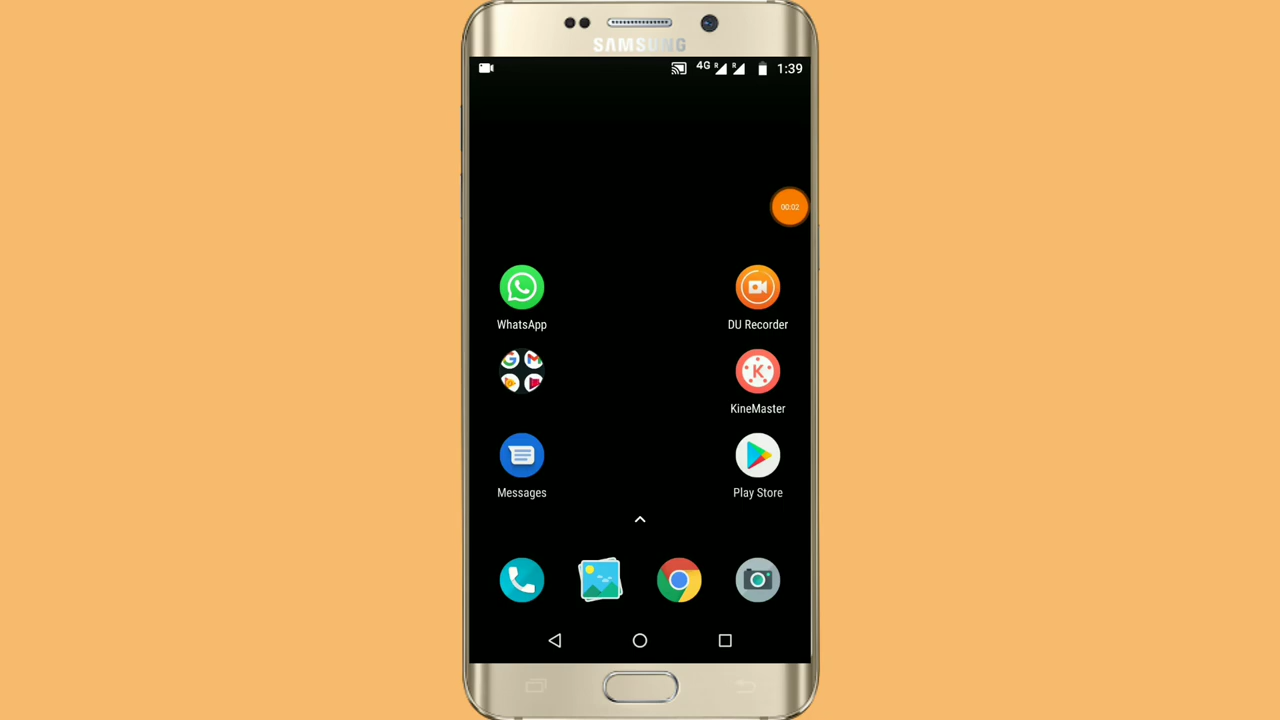 SAMSUNG
4G R R 1:39
00:02
WhatsApp
DU Recorder
K
KineMaster
Messages
Play Store